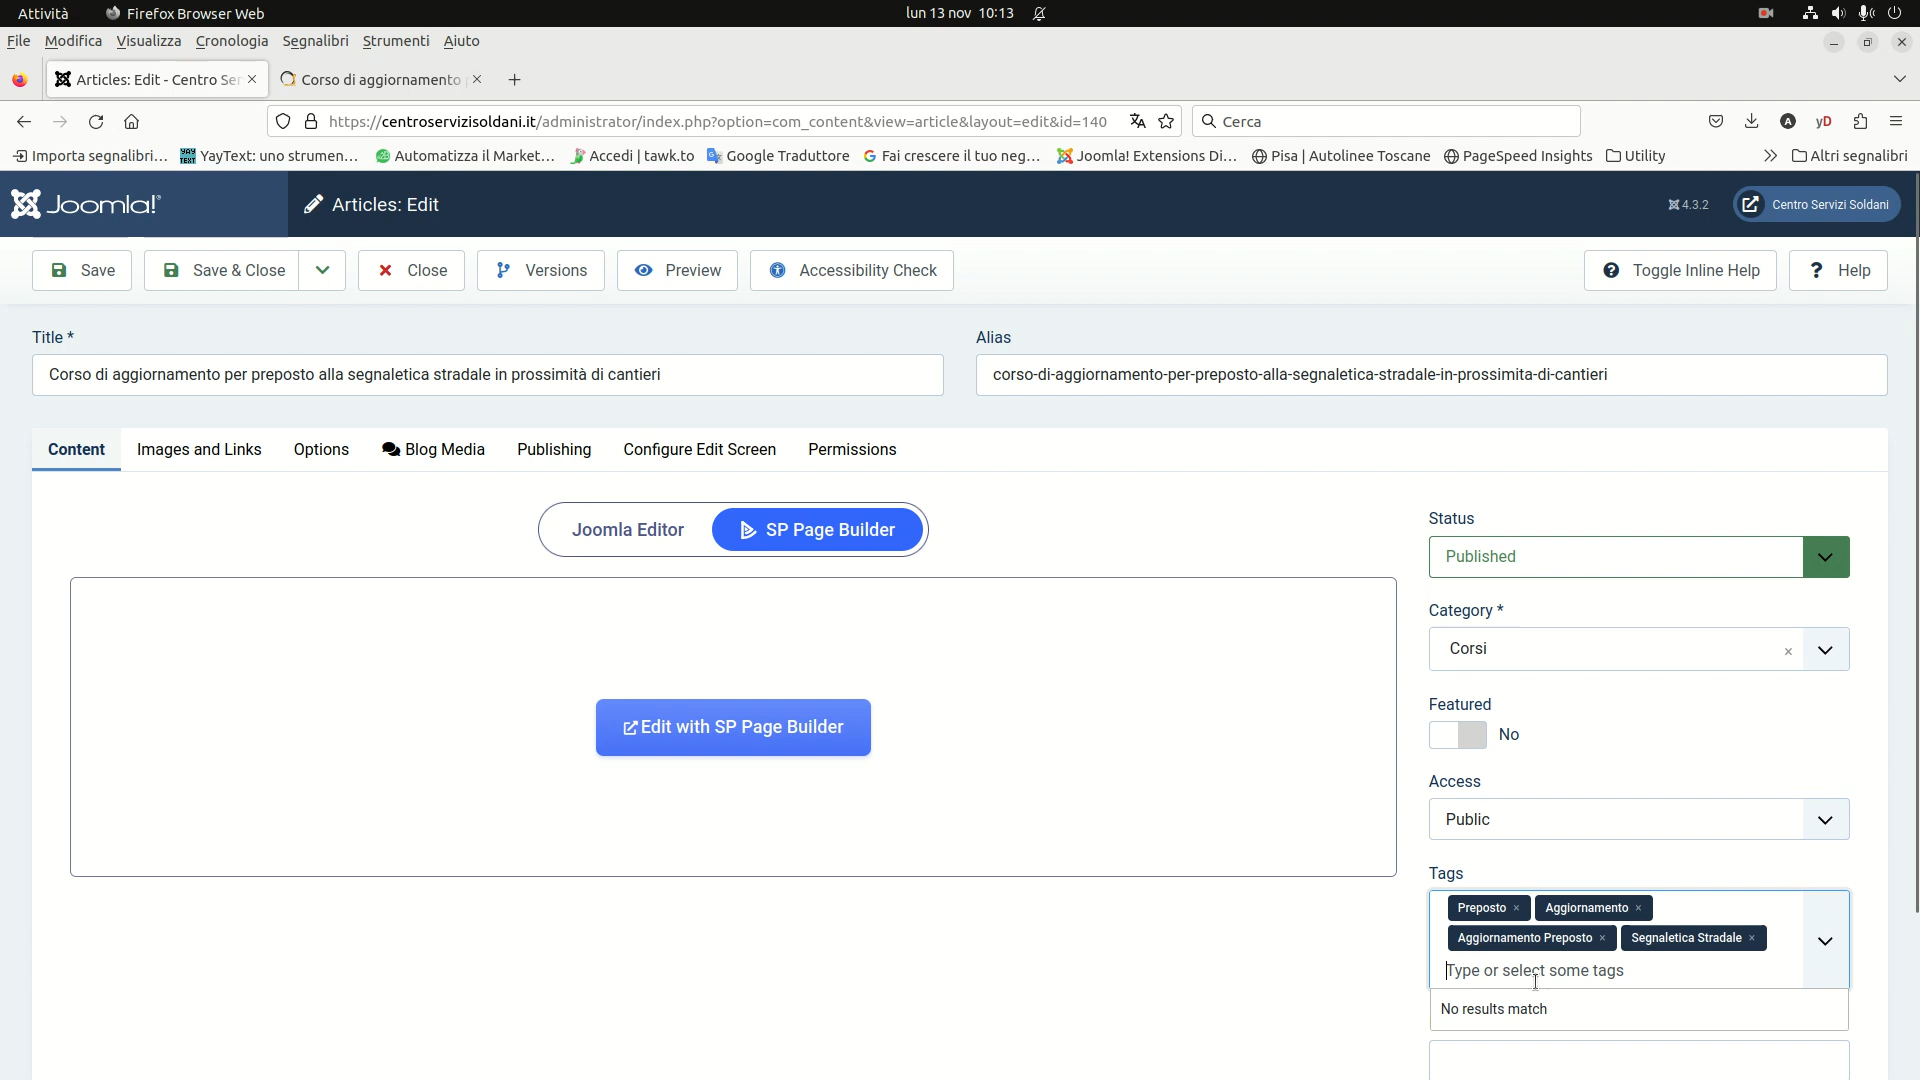 Attività Firefox Browser Web lun 13 nov 10:13
File Modifica Visualizza Cronologia Segnalibri Strumenti Aiuto
Articles: Edit - Centro Ser Corso di aggiornamento
https://centroservizisoldani.it/administrator/index.php?option=com_content&view=article&layout=edit&id=140 Cerca
Importa segnalibri... YayText: uno strumen... Automatizza il Market... Accedi | tawk.to Google Traduttore Fai crescere il tuo neg... Joomla! Extensions Di... Pisa | Autolinee Toscane PageSpeed Insights Utility Altri segnalibri
Joomla! Articles: Edit 4.3.2 Centro Servizi Soldani
Save Save & Close Close Versions Preview Accessibility Check Toggle Inline Help Help
Title * Alias
Corso di aggiornamento per preposto alla segnaletica stradale in prossimità di cantieri corso-di-aggiornamento-per-preposto-alla-segnaletica-stradale-in-prossimita-di-cantieri
Content Images and Links Options Blog Media Publishing Configure Edit Screen Permissions
Joomla Editor SP Page Builder
Edit with SP Page Builder
Status
Published
Category *
Corsi
Featured
No
Access
Public
Tags
Preposto Aggiornamento
Aggiornamento Preposto Segnaletica Stradale
Type or select some tags
No results match